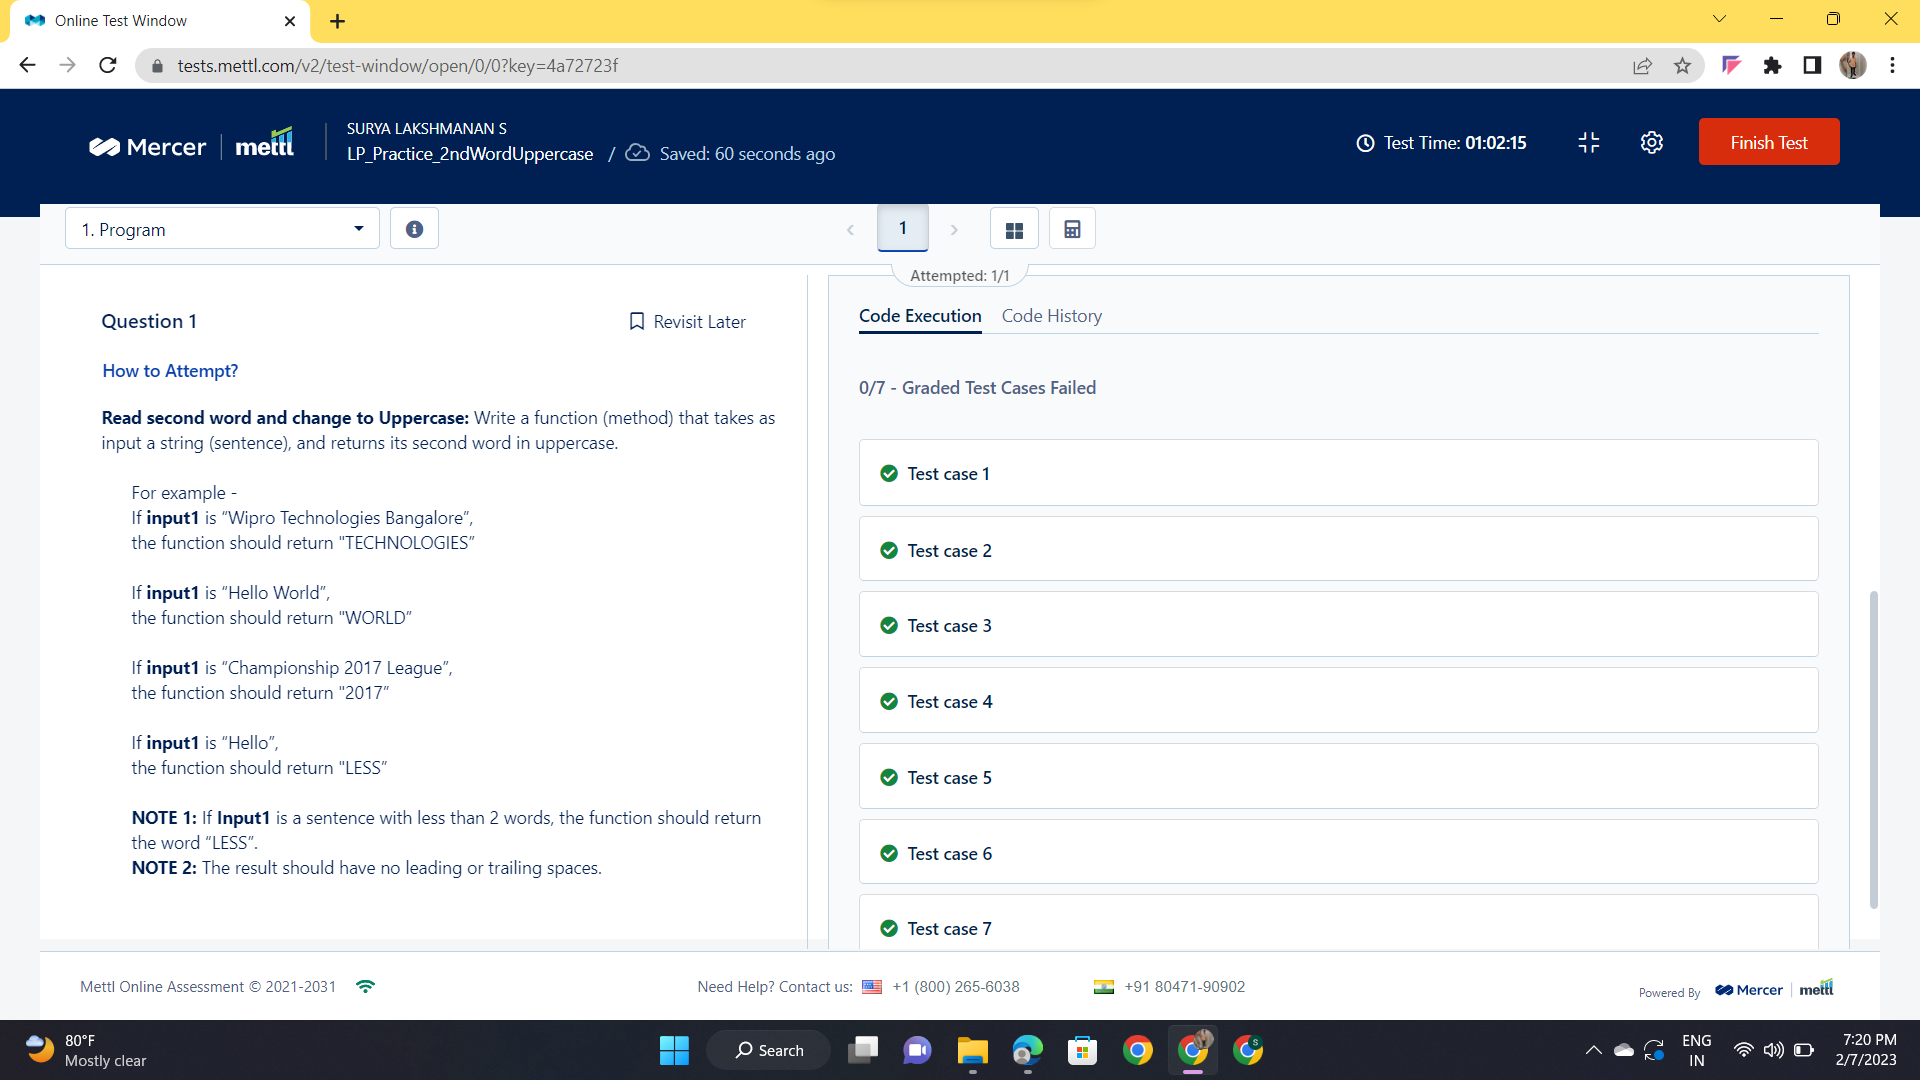 Online Test Window
tests.mettl.com/v2/test-window/open/0/0?key=4a72723f
Mercer mettl
SURYA LAKSHMANAN S
LP_Practice_2ndWordUppercase / Saved: 60 seconds ago
Test Time: 01:02:15
Finish Test
1. Program
1
Attempted: 1/1
Question 1
Revisit Later
How to Attempt?
Read second word and change to Uppercase: Write a function (method) that takes as
input a string (sentence), and returns its second word in uppercase.
For example -
If input1 is “Wipro Technologies Bangalore”,
the function should return "TECHNOLOGIES”
If input1 is “Hello World”,
the function should return "WORLD”
If input1 is “Championship 2017 League”,
the function should return "2017”
If input1 is “Hello”,
the function should return "LESS”
NOTE 1: If Input1 is a sentence with less than 2 words, the function should return
the word “LESS”.
NOTE 2: The result should have no leading or trailing spaces.
Code Execution Code History
0/7 - Graded Test Cases Failed
Test case 1
Test case 2
Test case 3
Test case 4
Test case 5
Test case 6
Test case 7
Mettl Online Assessment © 2021-2031
Need Help? Contact us: +1 (800) 265-6038 +91 80471-90902
Powered By Mercer mettl
80°F
Mostly clear
Search
S
ENG
IN
7:20 PM
2/7/2023